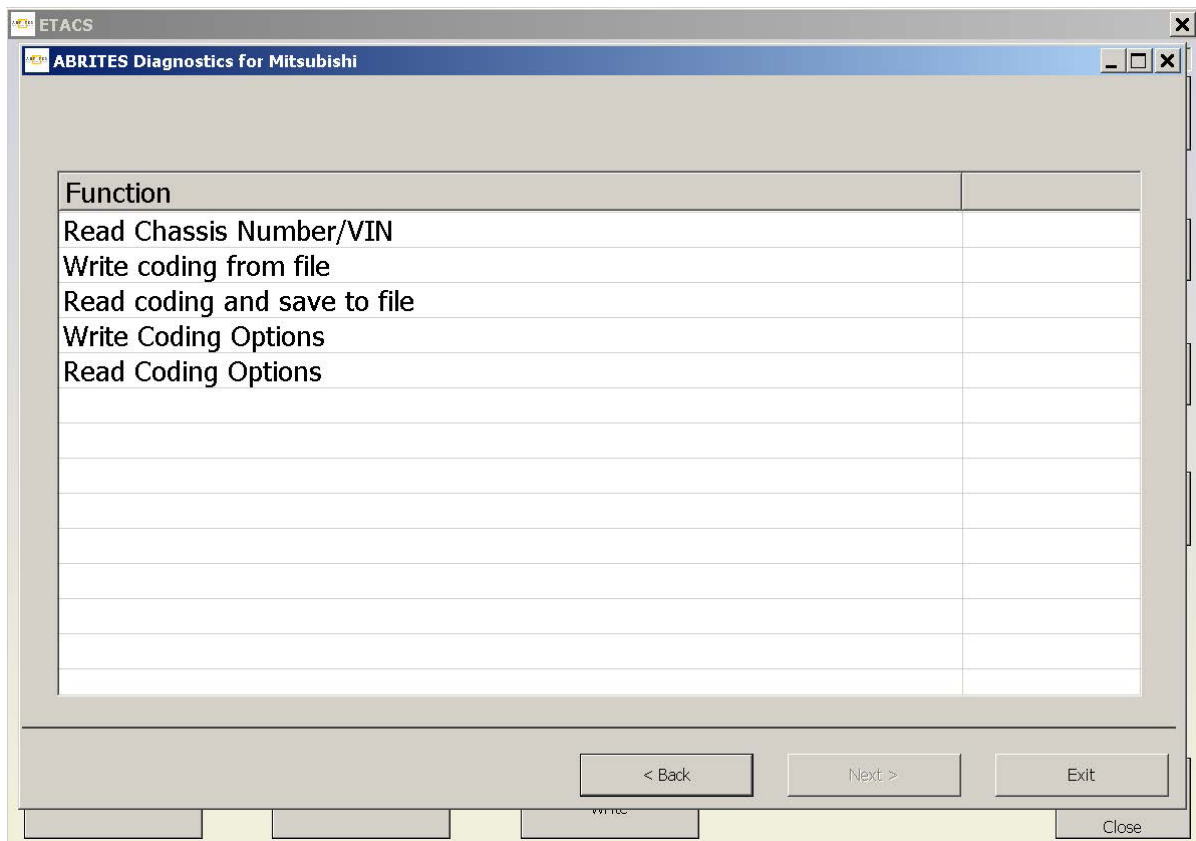 ETACS
ABRITES Diagnostics for Mitsubishi
Function
Read Chassis Number/VIN
Write coding from file
Read coding and save to file
Write Coding Options
Read Coding Options
< Back Next > Exit
Write
Close